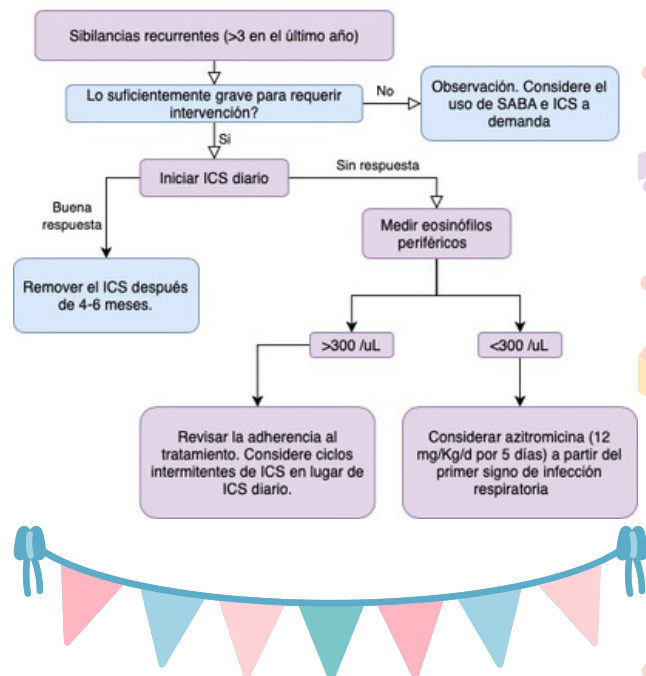 Sibilancias recurrentes (>3 en el último año)
Lo suficientemente grave para requerir
intervención?
No
Observación. Considere el
uso de SABA e ICS a
demanda
Si
Iniciar ICS diario
Sin respuesta
Buena
respuesta
Medir eosinófilos
periféricos
Remover el ICS después
de 4-6 meses.
>300 /uL
<300 /uL
Revisar la adherencia al
tratamiento. Considere ciclos
intermitentes de ICS en lugar de
ICS diario.
Considerar azitromicina (12
mg/Kg/d por 5 días) a partir del
primer signo de infección
respiratoria